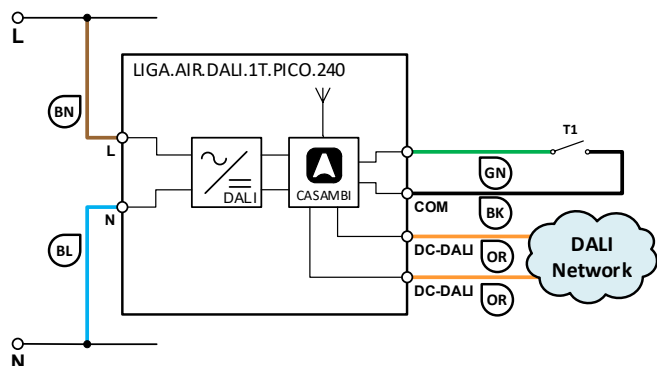 L
LIGA.AIR.DALI.1T.PICO.240
BN
T1
L
DALI
CASAMBI
GN
N
COM
BK
BL
DC-DALI
OR
DALI
Network
DC-DALI
OR
N